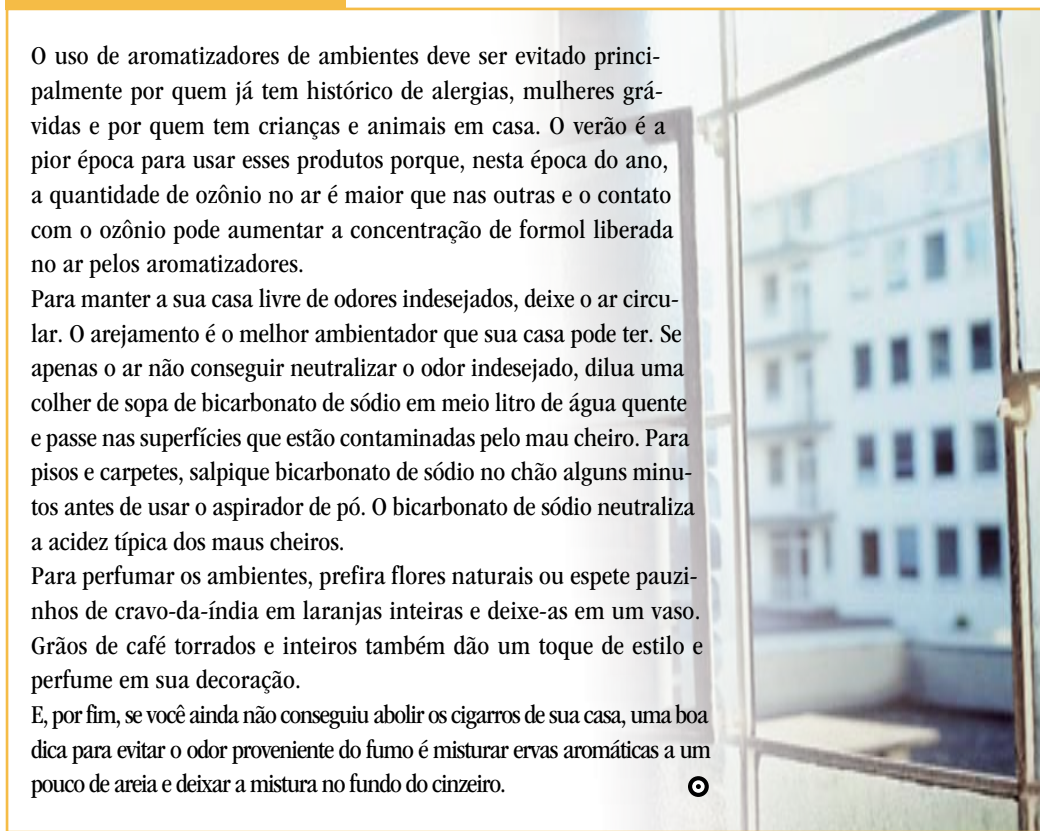 O uso de aromatizadores de ambientes deve ser evitado princi-
palmente por quem já tem histórico de alergias, mulheres grá-
vidas e por quem tem crianças e animais em casa. O verão é a
pior época para usar esses produtos porque, nesta época do ano,
a quantidade de ozônio no ar é maior que nas outras e o contato
com o ozônio pode aumentar a concentração de formol liberada
no ar pelos aromatizadores.
Para manter a sua casa livre de odores indesejados, deixe o ar circu-
lar. O arejamento é o melhor ambientador que sua casa pode ter. Se
apenas o ar não conseguir neutralizar o odor indesejado, dilua uma
colher de sopa de bicarbonato de sódio em meio litro de água quente
e passe nas superfícies que estão contaminadas pelo mau cheiro. Para
pisos e carpetes, salpique bicarbonato de sódio no chão alguns minu-
tos antes de usar o aspirador de pó. O bicarbonato de sódio neutraliza
a acidez típica dos maus cheiros.
Para perfumar os ambientes, prefira flores naturais ou espete pauzi-
nhos de cravo-da-índia em laranjas inteiras e deixe-as em um vaso.
Grãos de café torrados e inteiros também dão um toque de estilo e
perfume em sua decoração.
E, por fim, se você ainda não conseguiu abolir os cigarros de sua casa, uma boa
dica para evitar o odor proveniente do fumo é misturar ervas aromáticas a um
pouco de areia e deixar a mistura no fundo do cinzeiro.